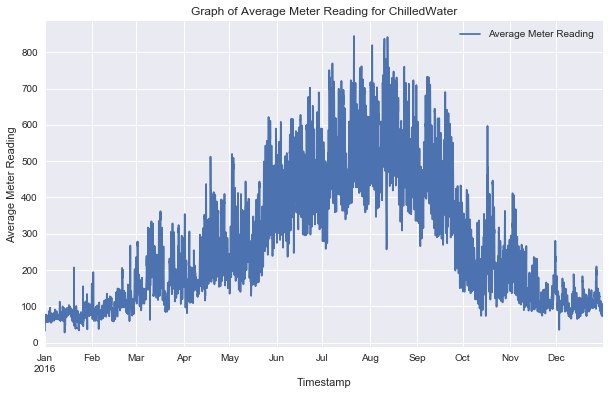 Graph of Average Meter Reading for ChilledWater
Average Meter Reading
800
700
600
500
400
300
200
100
0
Average Meter Reading
Jan Feb Mar Apr May Jun Jul Aug Sep Oct Nov Dec
2016
Timestamp